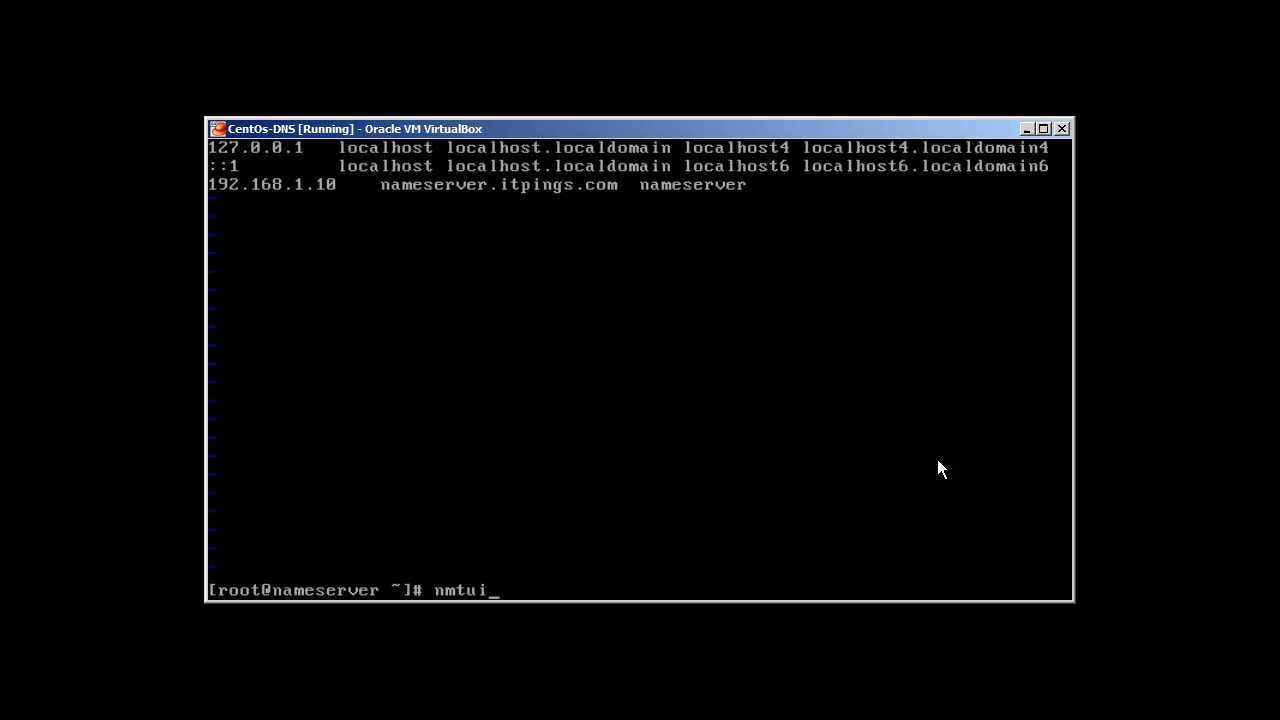 CentOs-DNS [Running] - Oracle VM VirtualBox
127.0.0.1 localhost localhost.localdomain localhost4 localhost4.localdomain4
::1 localhost localhost.localdomain localhost6 localhost6.localdomain6
192.168.1.10 nameserver.itpings.com nameserver
[root@nameserver ~]# nmtui_